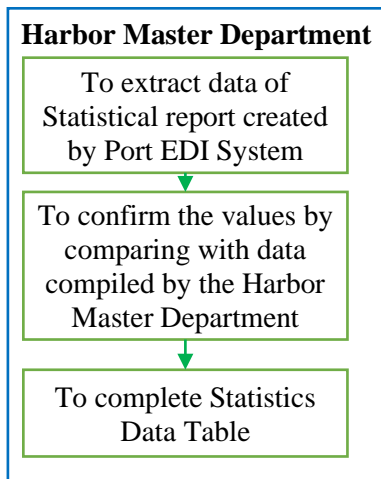 Harbor Master Department
To extract data of
Statistical report created
by Port EDI System
To confirm the values by
comparing with data
compiled by the Harbor
Master Department
To complete Statistics
Data Table